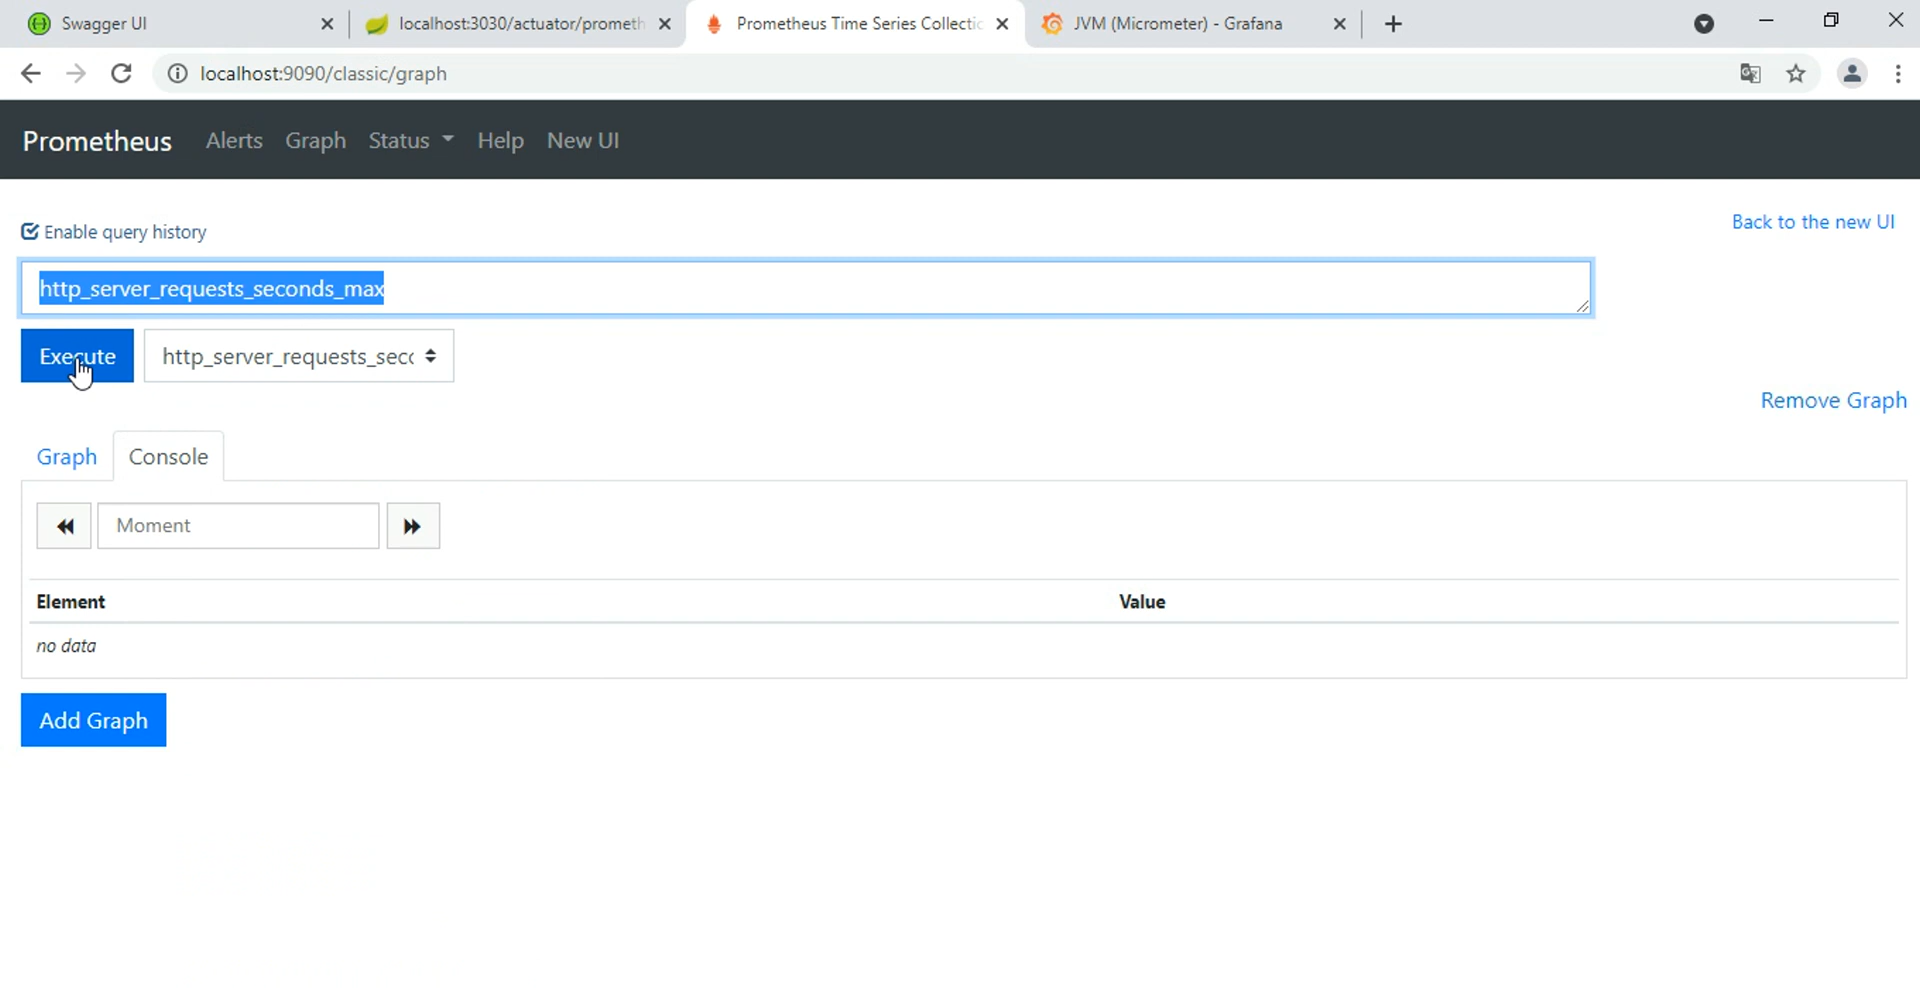 Swagger UI
localhost:3030/actuator/prometh
Prometheus Time Series Collectic
JVM (Micrometer) - Grafana
localhost:9090/classic/graph
Prometheus Alerts Graph Status Help New UI
Enable query history
Back to the new UI
http_server_requests_seconds_max
Execute
http_server_requests_secc
Remove Graph
Graph
Console
Moment
Element Value
no data
Add Graph